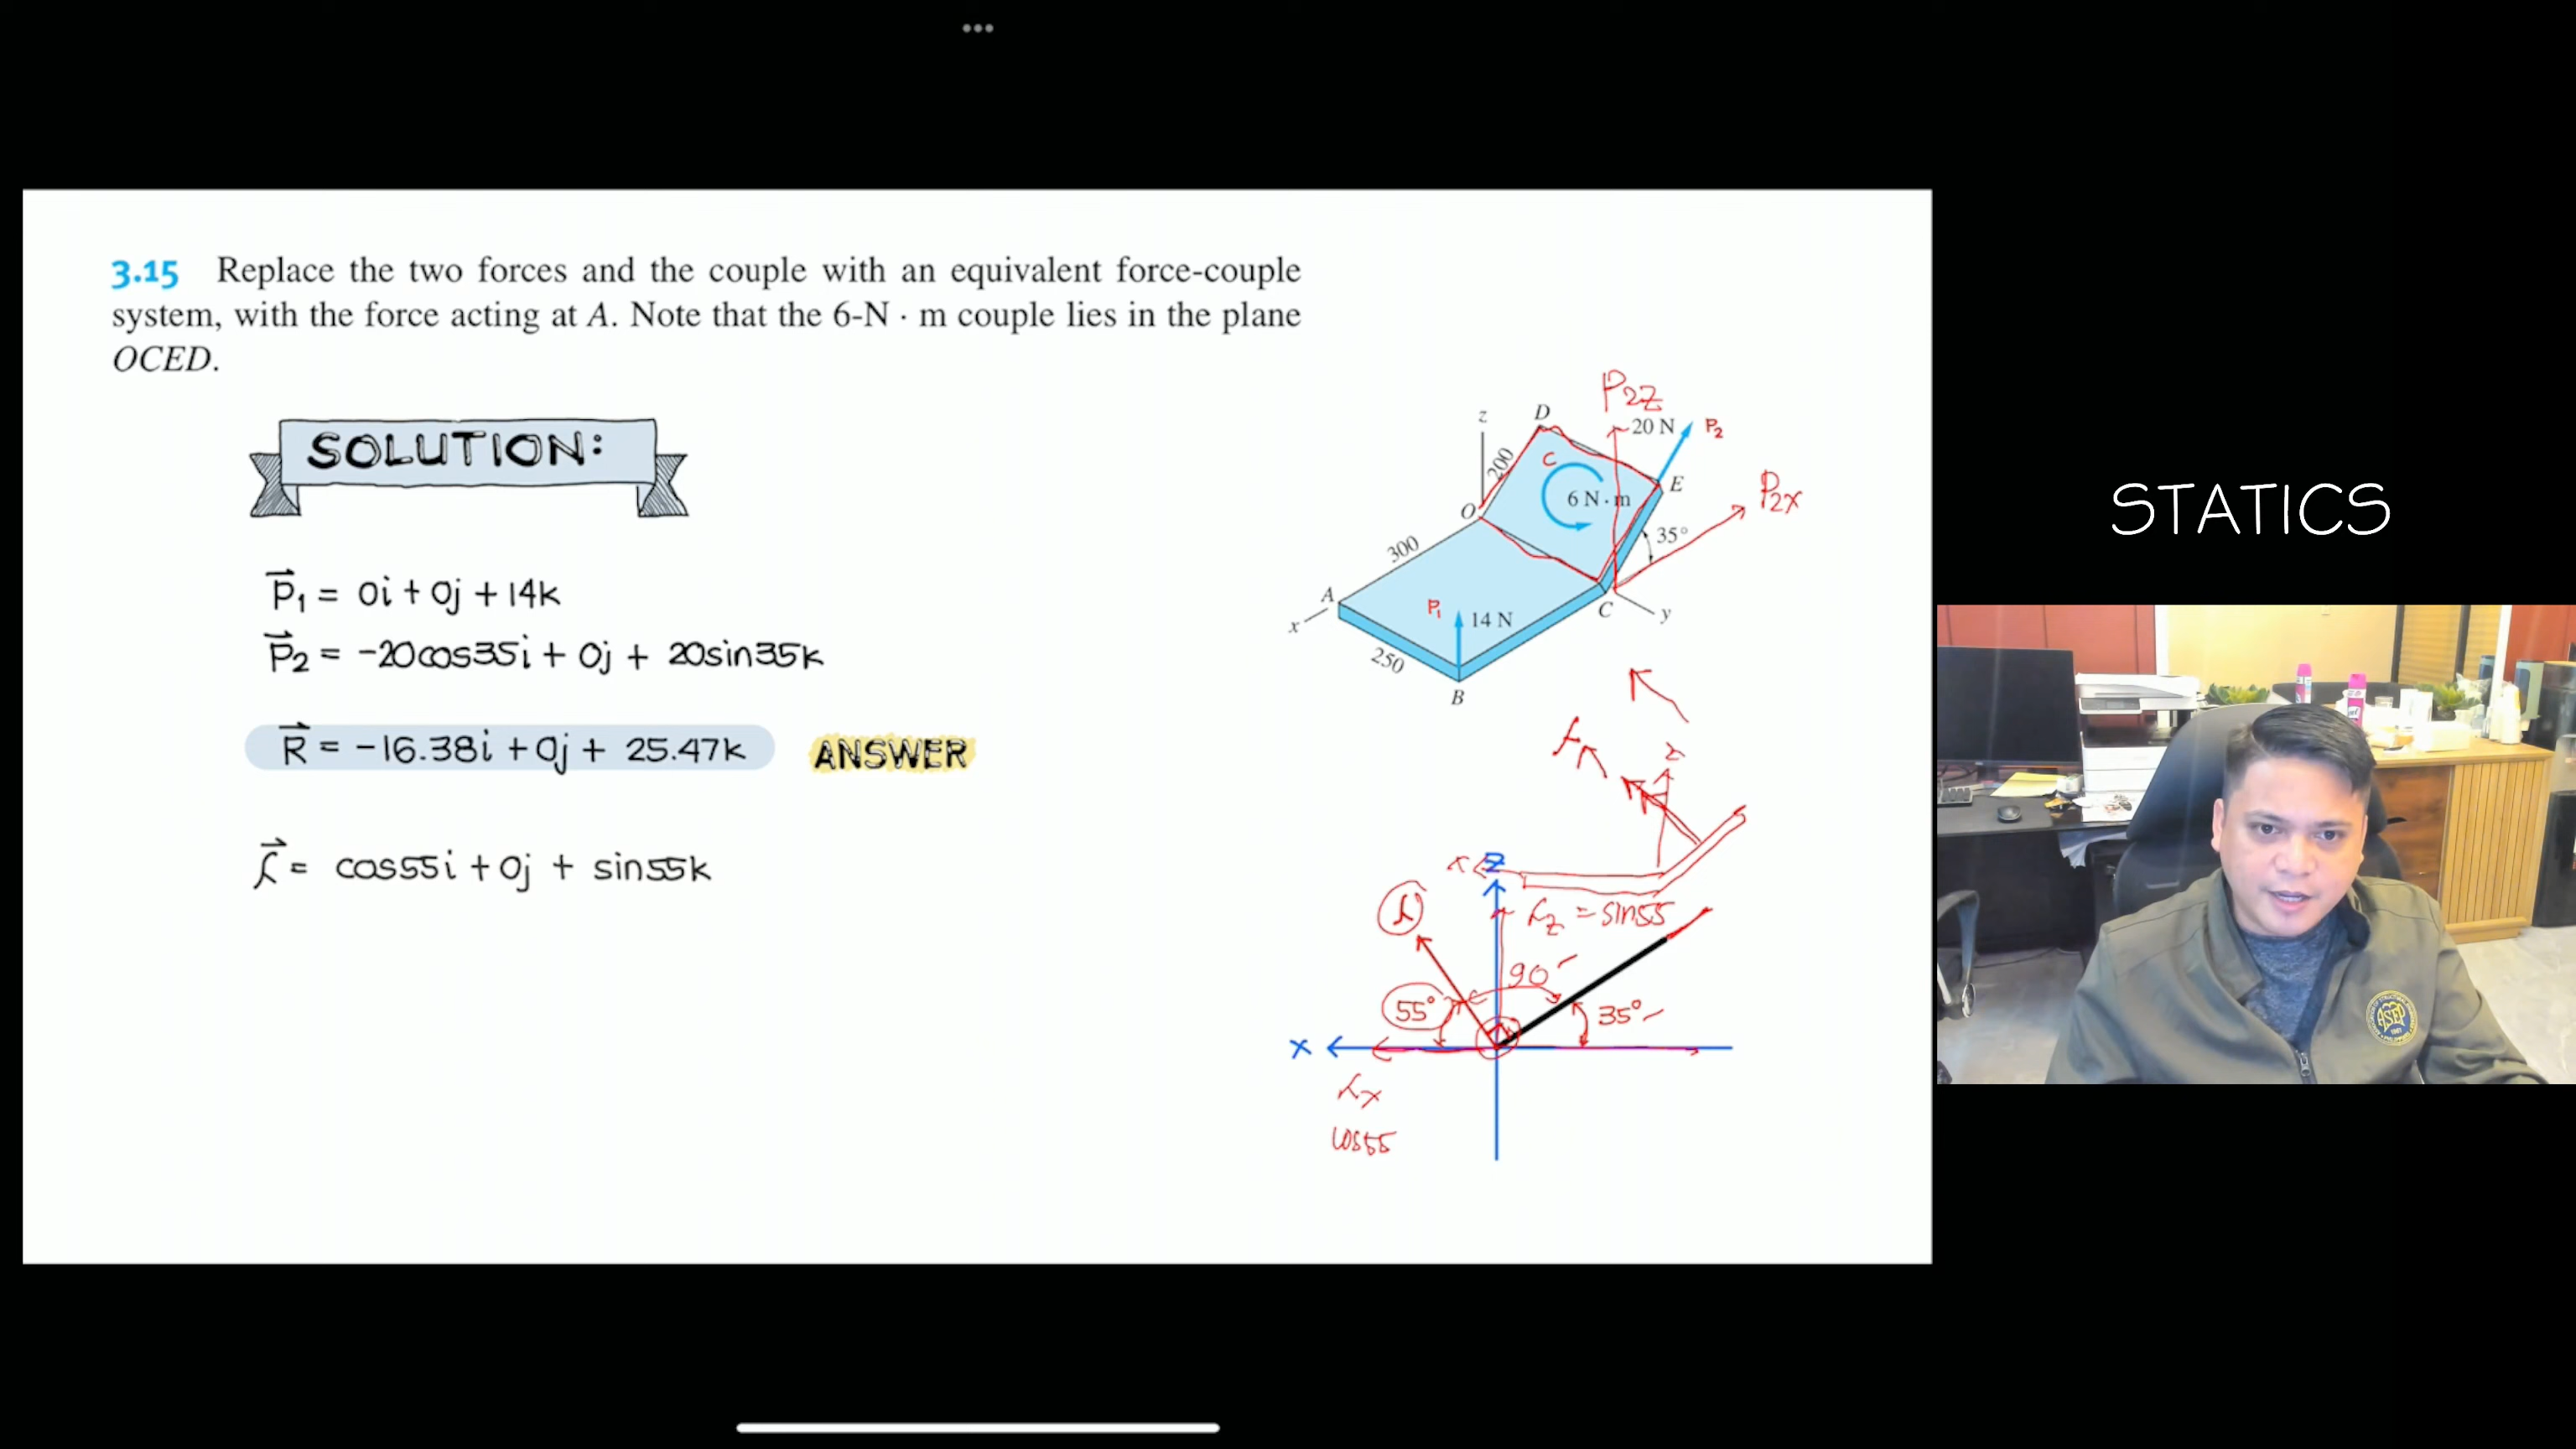 3.15 Replace the two forces and the couple with an equivalent force-couple
system, with the force acting at A. Note that the 6-N · m couple lies in the plane
OCED.
SOLUTION:
P₁ = 0i + 0j + 14k
P₂ = -20cos35i + 0j + 20sin35k
R = -16.38i + 0j + 25.47k ANSWER
λ = cos55i + 0j + sin55k
P2Z
z
D
20 N
P₂
200
C
6 N · m
E
P2X
O
35°
300
A
x
P₁
14 N
C
y
250
B
λ
z
x
z
λ
λz = sin55
90
55°
35°
x
λx
cos55
STATICS
ASEP